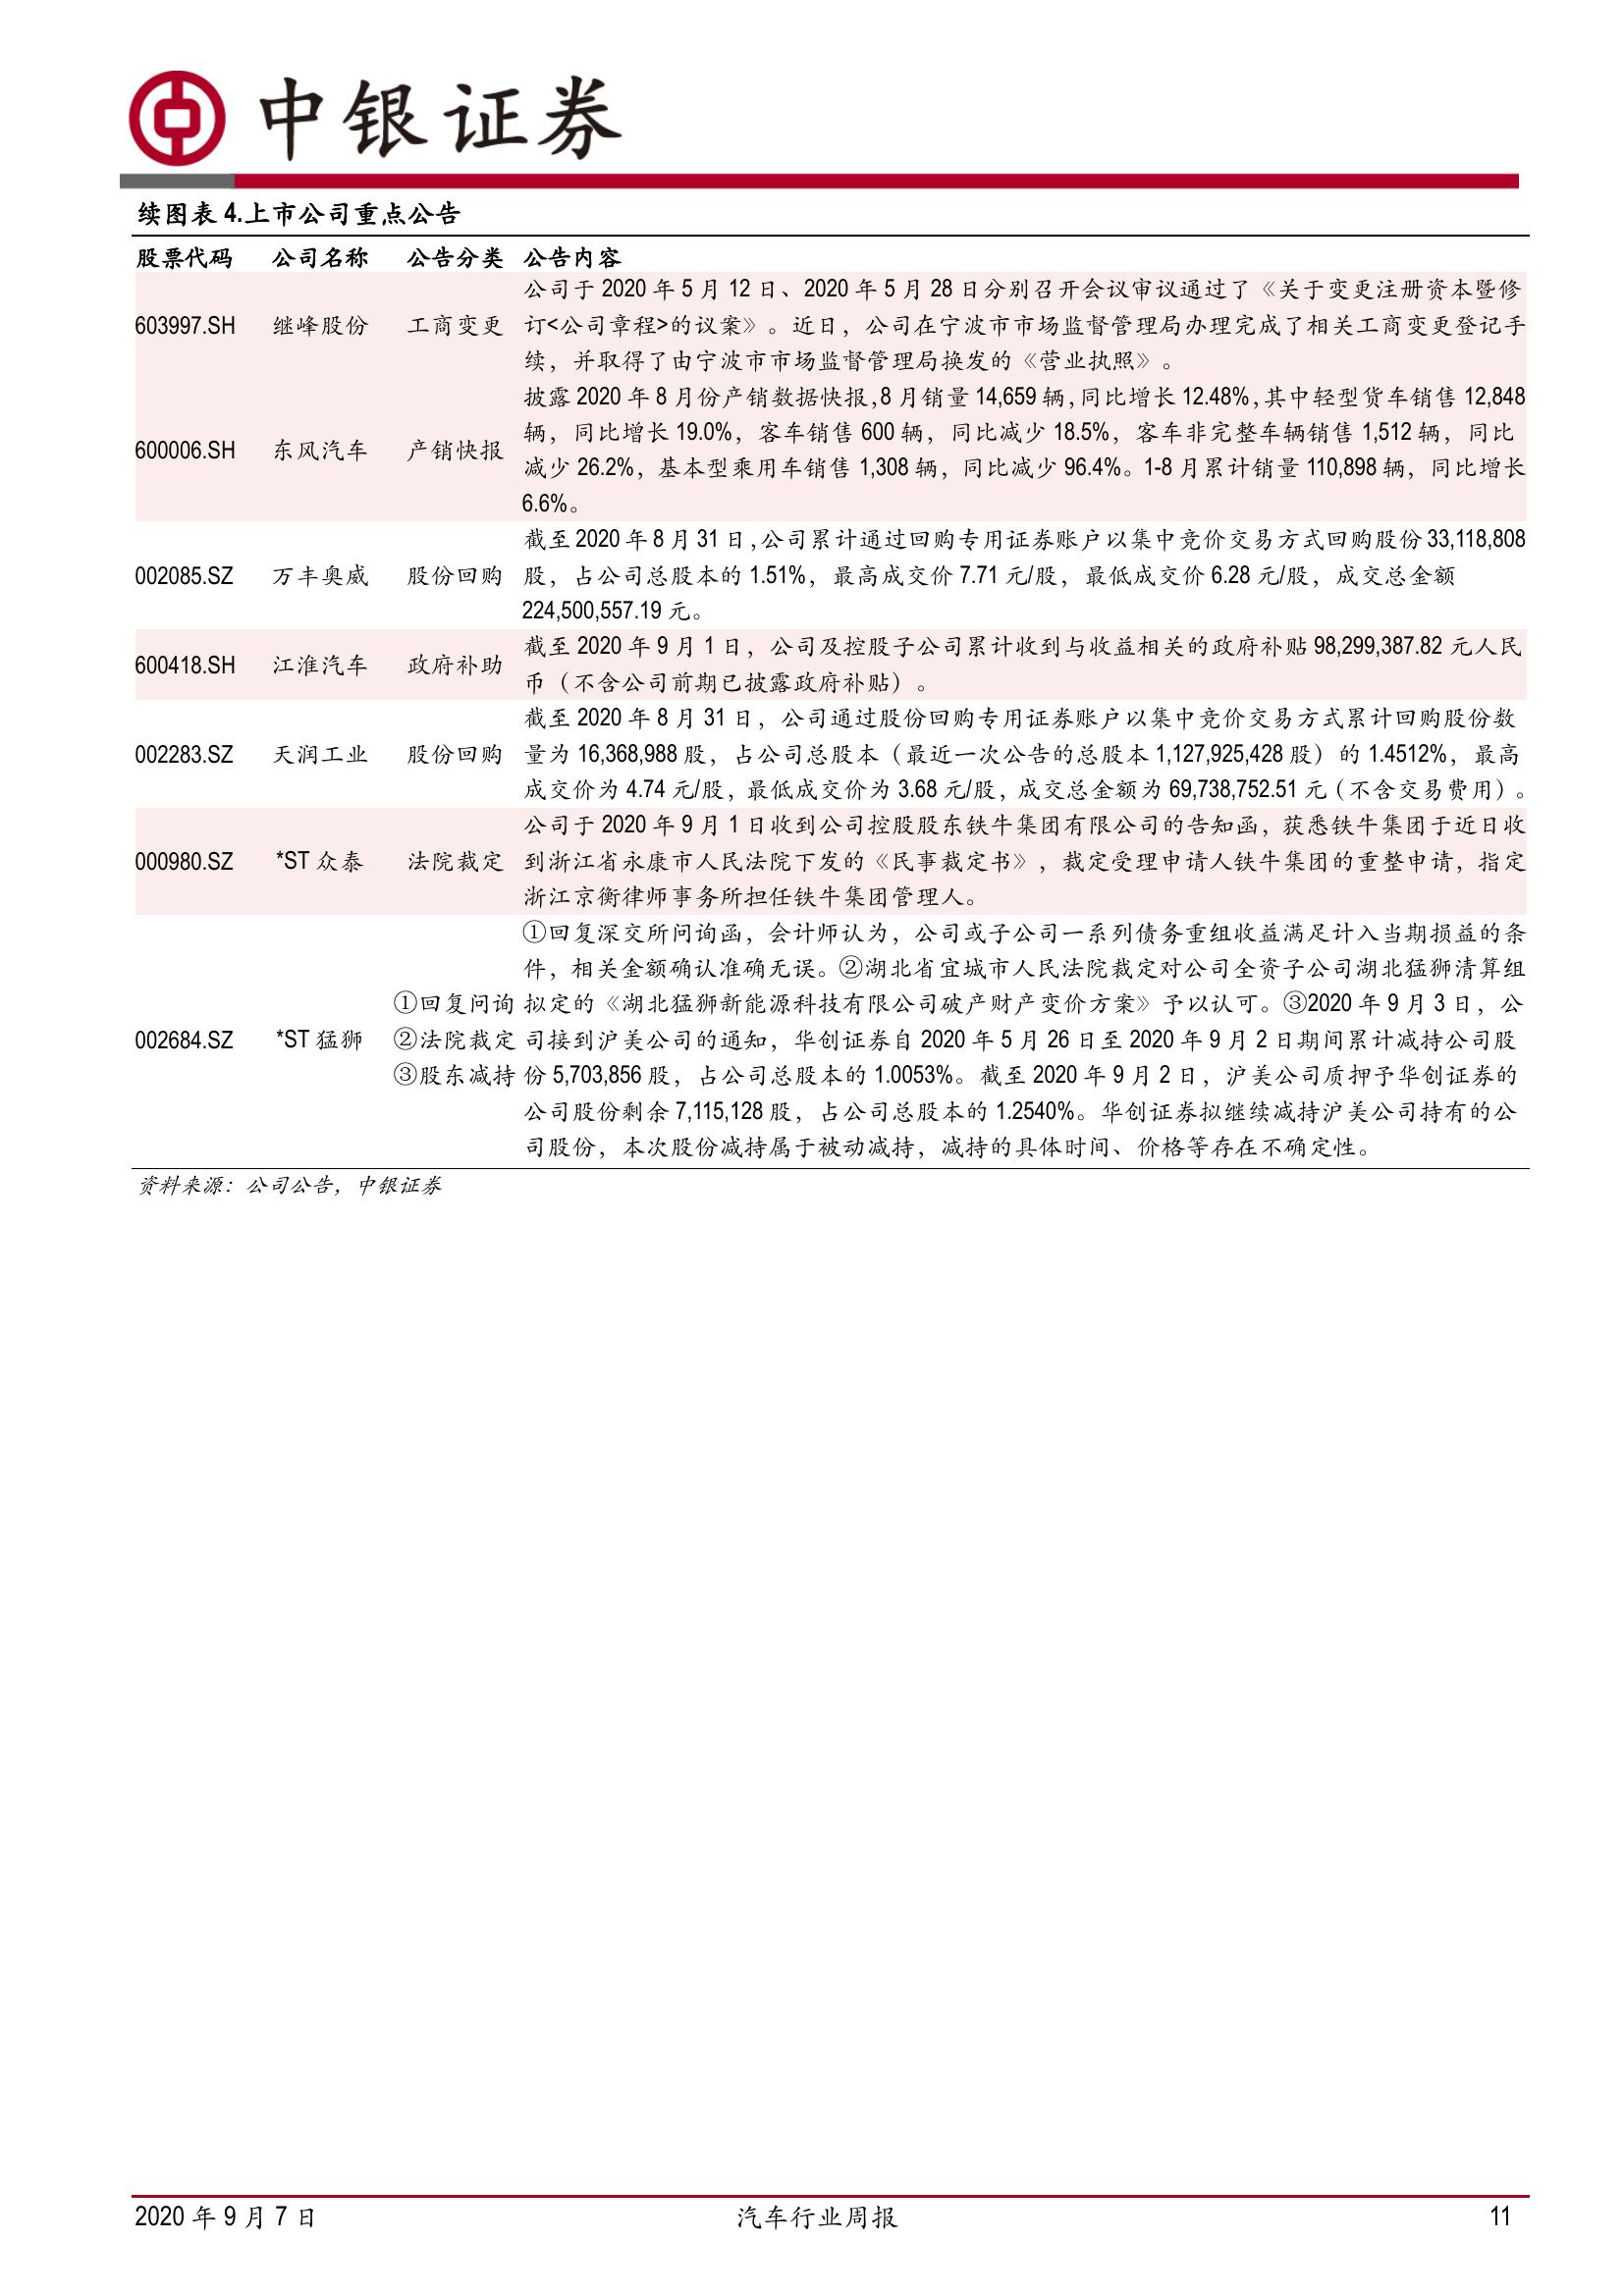 中银证券
续图表 4.上市公司重点公告
股票代码 公司名称 公告分类 公告内容
公司于 2020 年 5 月 12 日、2020 年 5 月 28 日分别召开会议审议通过了《关于变更注册资本暨修
603997.SH 继峰股份 工商变更 订<公司章程>的议案》。近日，公司在宁波市市场监督管理局办理完成了相关工商变更登记手
续，并取得了由宁波市市场监督管理局换发的《营业执照》。
披露 2020 年 8 月份产销数据快报,8 月销量 14,659 辆,同比增长 12.48%,其中轻型货车销售 12,848
辆，同比增长 19.0%，客车销售 600 辆，同比减少 18.5%，客车非完整车辆销售 1,512 辆，同比
600006.SH 东风汽车 产销快报
减少 26.2%，基本型乘用车销售 1,308 辆，同比减少 96.4%。1-8 月累计销量 110,898 辆，同比增长
6.6%。
截至 2020 年 8 月 31 日,公司累计通过回购专用证券账户以集中竞价交易方式回购股份 33,118,808
002085.SZ 万丰奥威 股份回购 股，占公司总股本的 1.51%，最高成交价 7.71 元/股，最低成交价 6.28 元/股，成交总金额
224,500,557.19 元。
截至 2020 年 9 月 1 日，公司及控股子公司累计收到与收益相关的政府补贴 98,299,387.82 元人民
600418.SH 江淮汽车 政府补助
币（不含公司前期已披露政府补贴）。
截至 2020 年 8 月 31 日，公司通过股份回购专用证券账户以集中竞价交易方式累计回购股份数
002283.SZ 天润工业 股份回购 量为 16,368,988 股，占公司总股本（最近一次公告的总股本 1,127,925,428 股）的 1.4512%，最高
成交价为 4.74 元/股，最低成交价为 3.68 元/股，成交总金额为 69,738,752.51 元（不含交易费用）。
公司于 2020 年 9 月 1 日收到公司控股股东铁牛集团有限公司的告知函，获悉铁牛集团于近日收
000980.SZ *ST 众泰 法院裁定 到浙江省永康市人民法院下发的《民事裁定书》，裁定受理申请人铁牛集团的重整申请，指定
浙江京衡律师事务所担任铁牛集团管理人。
①回复深交所问询函，会计师认为，公司或子公司一系列债务重组收益满足计入当期损益的条
件，相关金额确认准确无误。②湖北省宜城市人民法院裁定对公司全资子公司湖北猛狮清算组
①回复问询 拟定的《湖北猛狮新能源科技有限公司破产财产变价方案》予以认可。③2020 年 9 月 3 日，公
002684.SZ *ST 猛狮 ②法院裁定 司接到沪美公司的通知，华创证券自 2020 年 5 月 26 日至 2020 年 9 月 2 日期间累计减持公司股
③股东减持 份 5,703,856 股，占公司总股本的 1.0053%。截至 2020 年 9 月 2 日，沪美公司质押予华创证券的
公司股份剩余 7,115,128 股，占公司总股本的 1.2540%。华创证券拟继续减持沪美公司持有的公
司股份，本次股份减持属于被动减持，减持的具体时间、价格等存在不确定性。
资料来源：公司公告，中银证券
2020 年 9 月 7 日 汽车行业周报 11